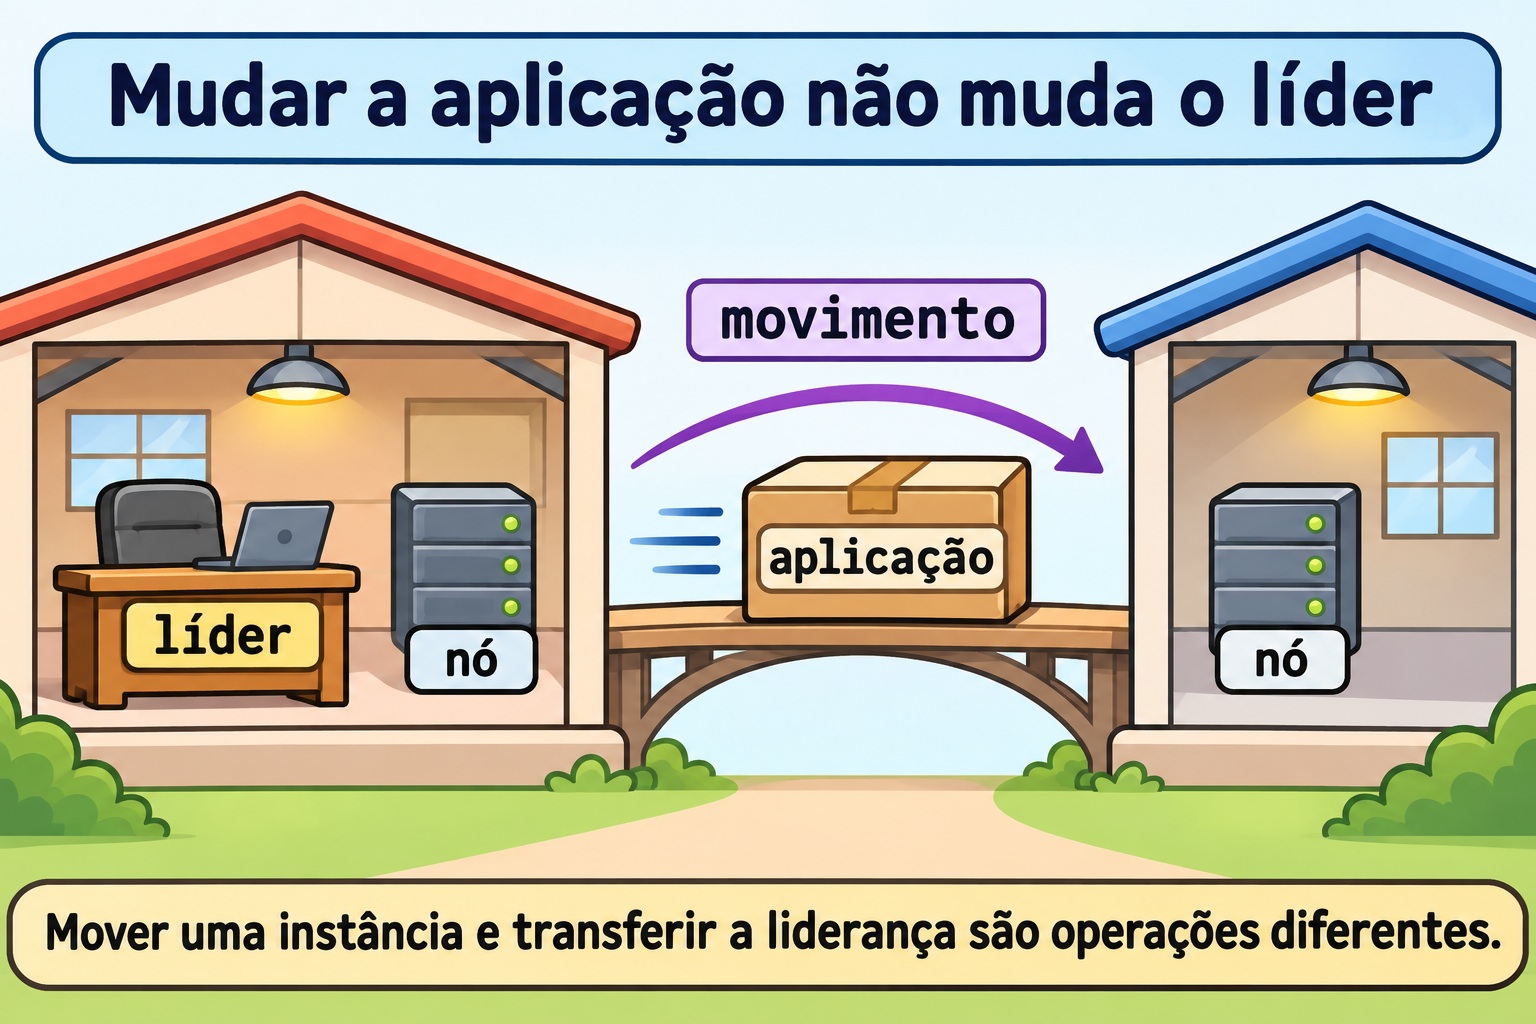 Mudar a aplicação não muda o líder
movimento
aplicação
líder
nó
nó
Mover uma instância e transferir a liderança são operações diferentes.